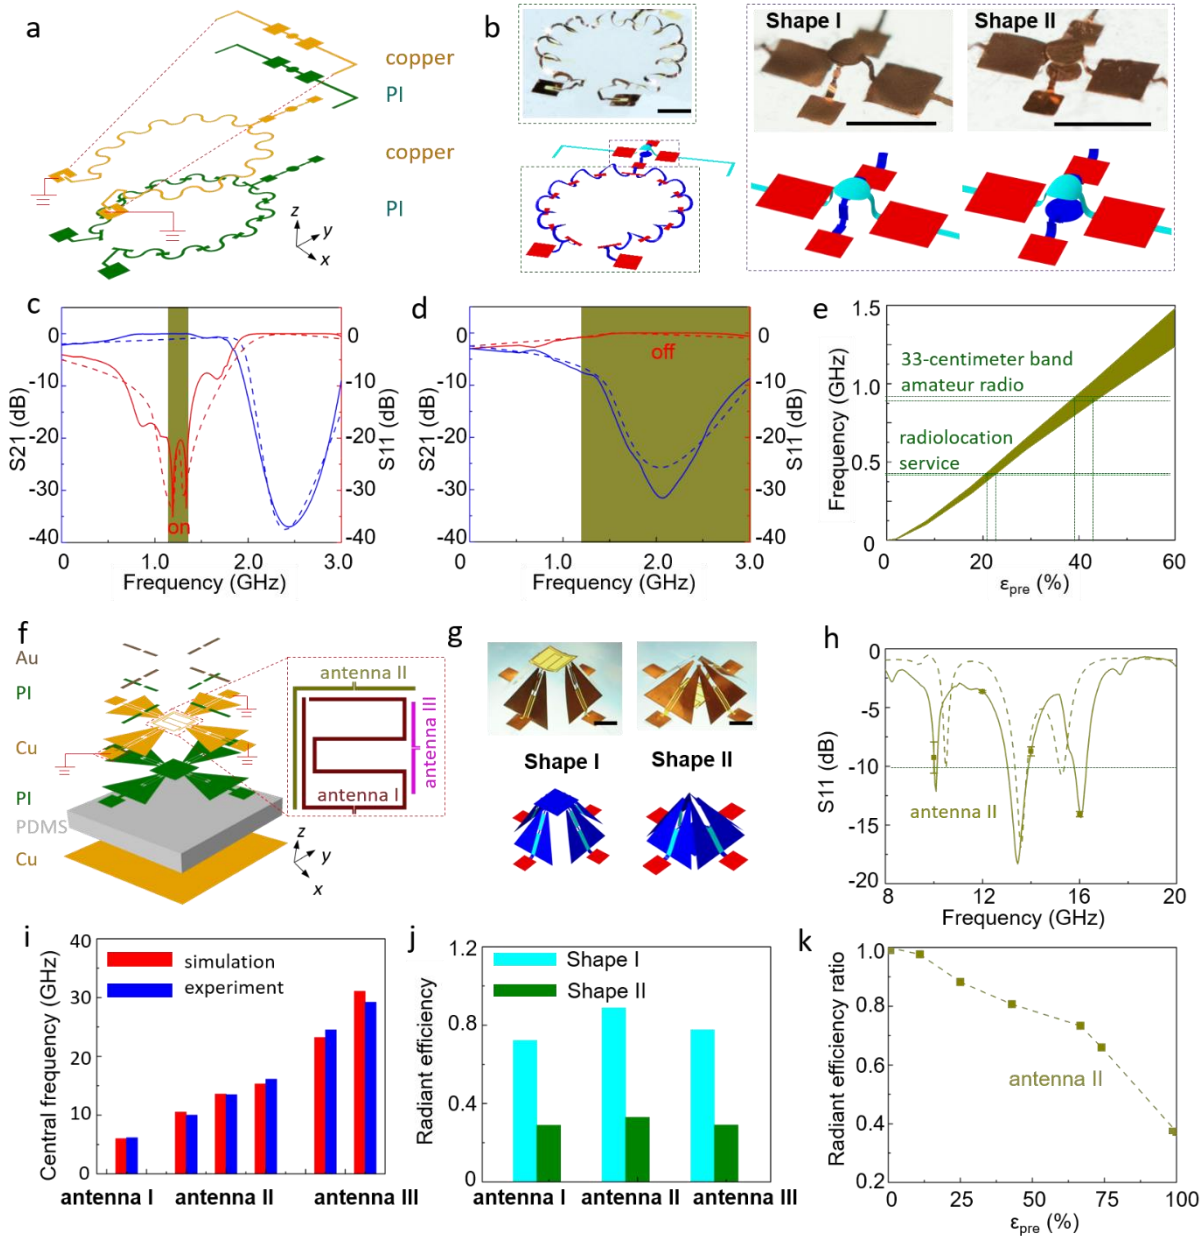 a
copper
PI
copper
PI
z
y
x
b
Shape I
Shape II
c
0
-10
-20
-30
-40
S21 (dB)
on
0
-10
-20
-30
-40
S11 (dB)
0
1.0
2.0
3.0
Frequency (GHz)
d
0
-10
-20
-30
-40
S21 (dB)
off
0
-10
-20
-30
-40
S11 (dB)
0
1.0
2.0
3.0
Frequency (GHz)
e
1.5
1.0
0.5
0
Frequency (GHz)
33-centimeter band
amateur radio
radiolocation
service
0
20
40
60
εpre (%)
f
Au
PI
Cu
PI
PDMS
Cu
antenna II
antenna III
antenna I
z
y
x
g
Shape I
Shape II
h
0
-5
-10
-15
-20
S11 (dB)
antenna II
8
12
16
20
Frequency (GHz)
i
40
30
20
10
0
Central frequency (GHz)
simulation
experiment
antenna I
antenna II
antenna III
j
1.2
0.8
0.4
0
Radiant efficiency
Shape I
Shape II
antenna I
antenna II
antenna III
k
1.0
0.8
0.6
0.4
0.2
Radiant efficiency ratio
antenna II
0
25
50
75
100
εpre (%)